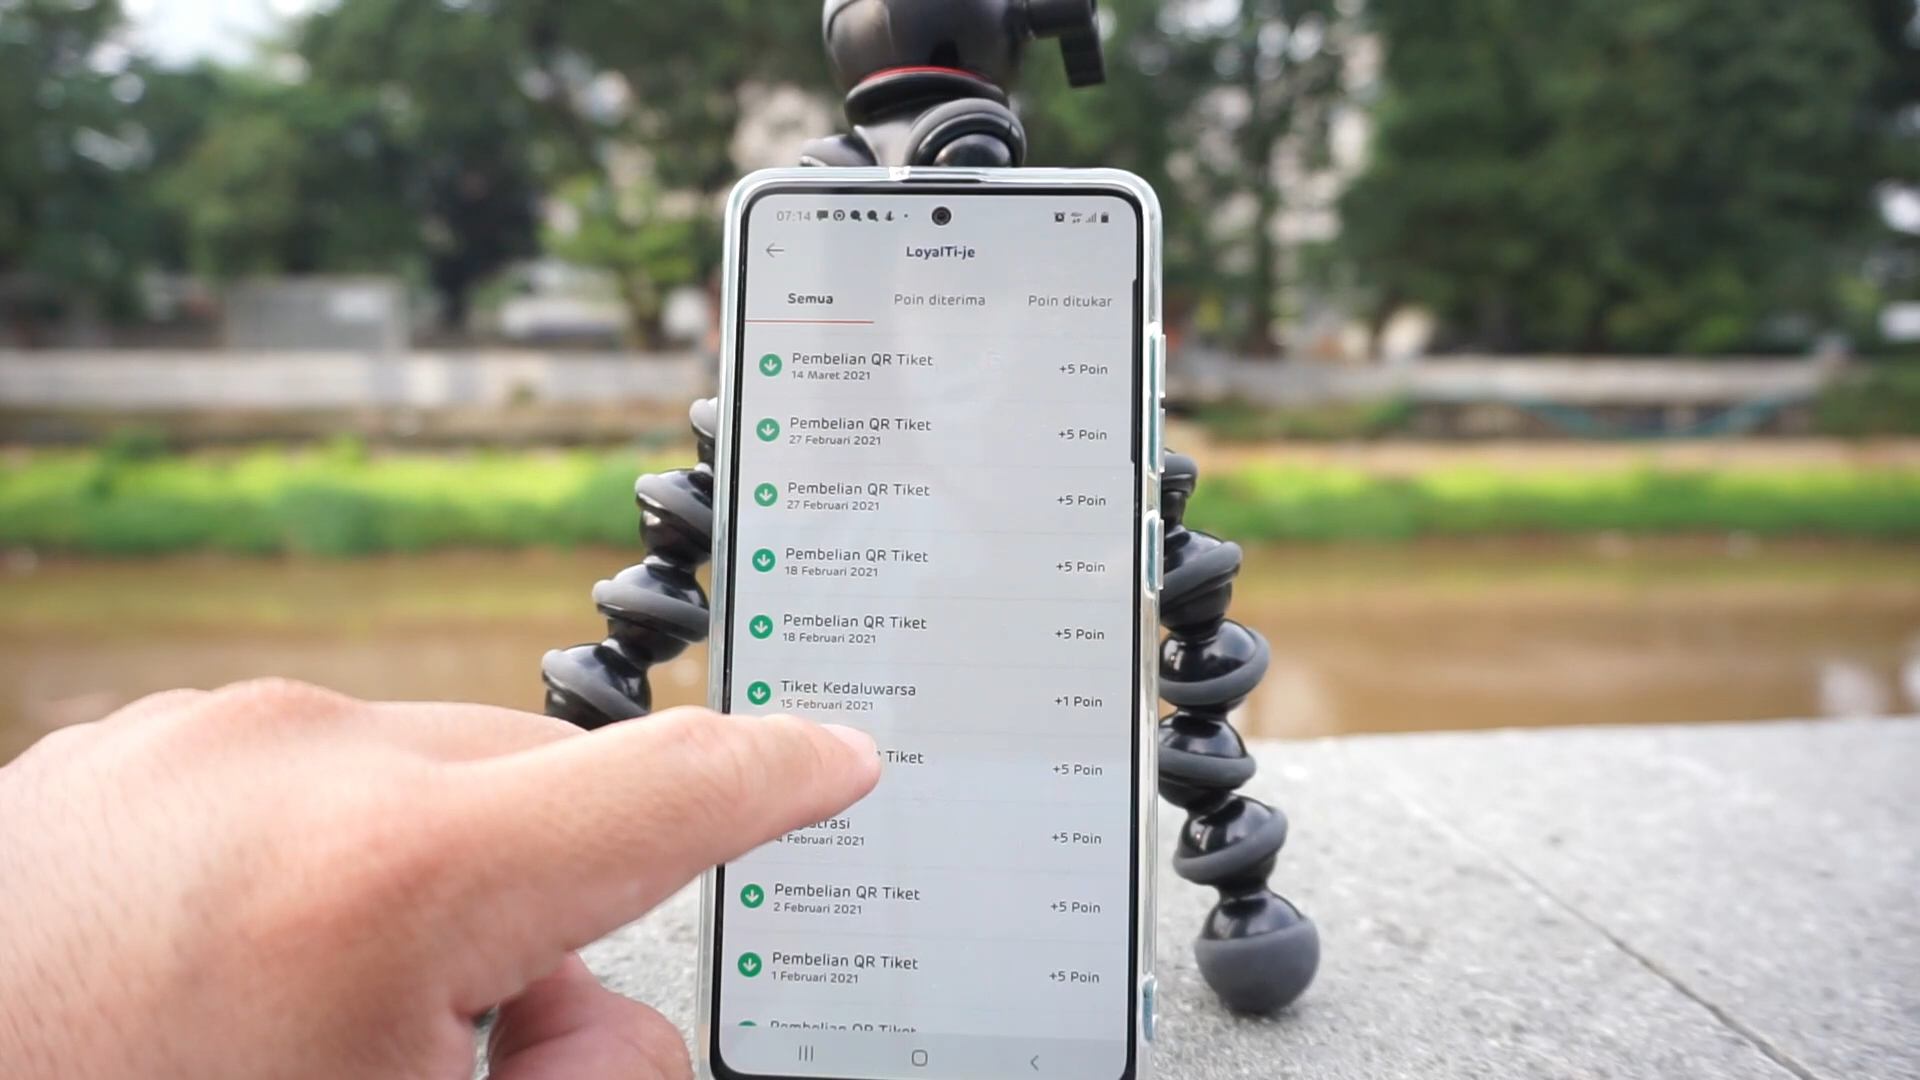 07:14
LoyalTi-je
Semua Poin diterima Poin ditukar
Pembelian QR Tiket
14 Maret 2021
+5 Poin
Pembelian QR Tiket
27 Februari 2021
+5 Poin
Pembelian QR Tiket
27 Februari 2021
+5 Poin
Pembelian QR Tiket
18 Februari 2021
+5 Poin
Pembelian QR Tiket
18 Februari 2021
+5 Poin
Tiket Kedaluwarsa
15 Februari 2021
+1 Poin
Tiket
+5 Poin
Februari 2021
+5 Poin
Pembelian QR Tiket
2 Februari 2021
+5 Poin
Pembelian QR Tiket
1 Februari 2021
+5 Poin
Pembelian QR Tiket